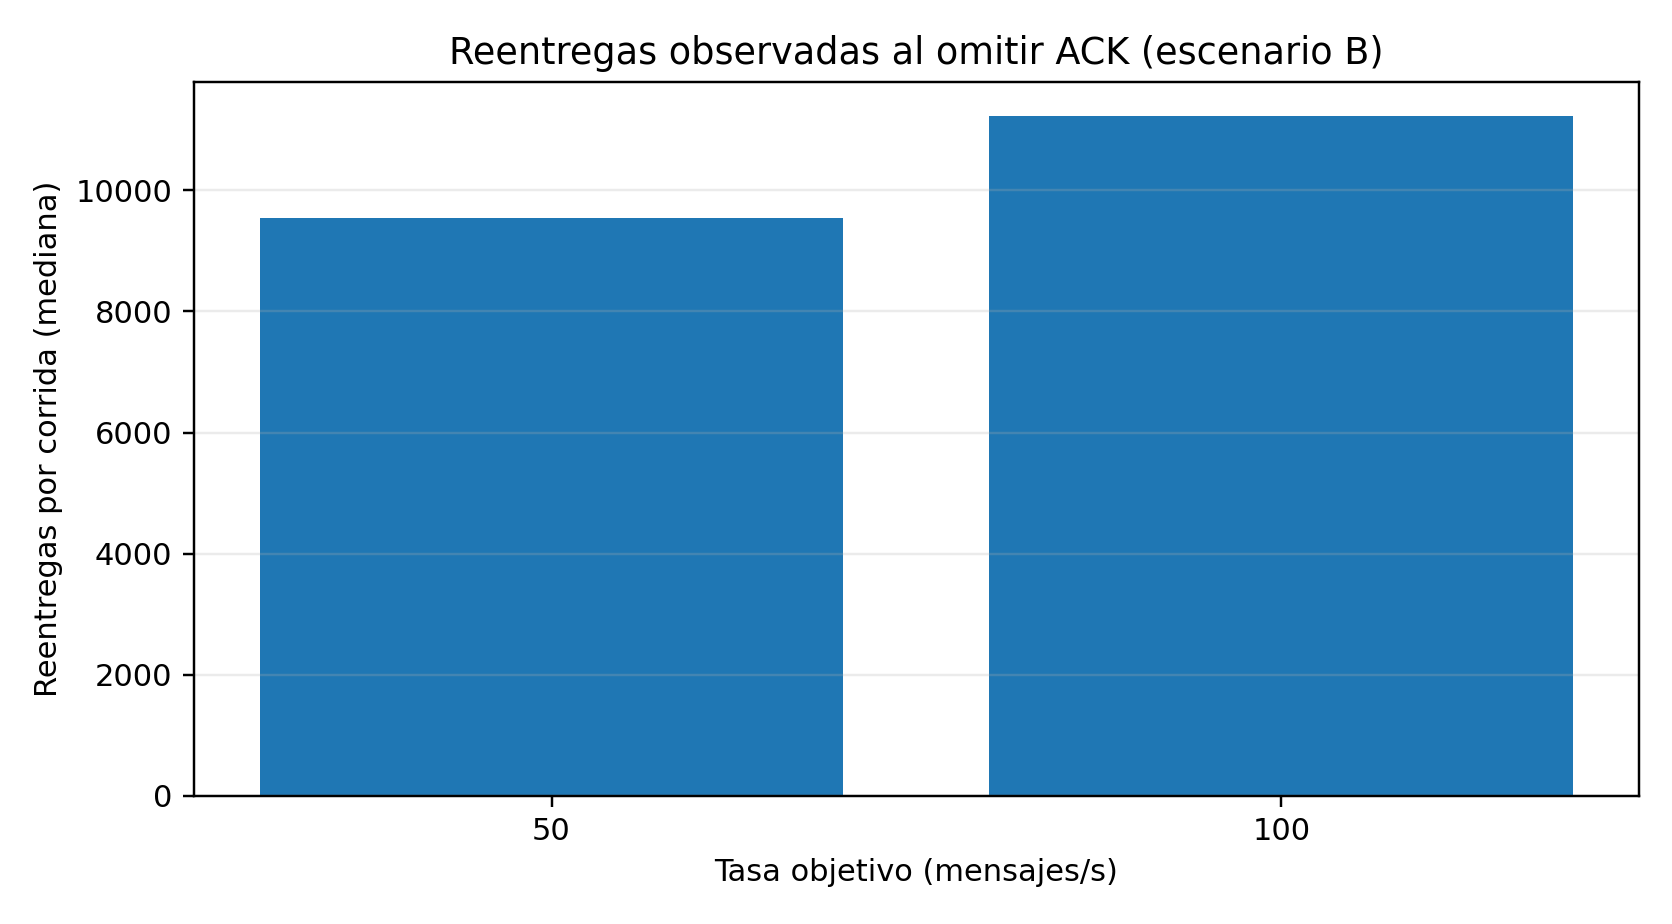 Reentregas observadas al omitir ACK (escenario B)
Reentregas por corrida (mediana)
10000
8000
6000
4000
2000
0
50
100
Tasa objetivo (mensajes/s)